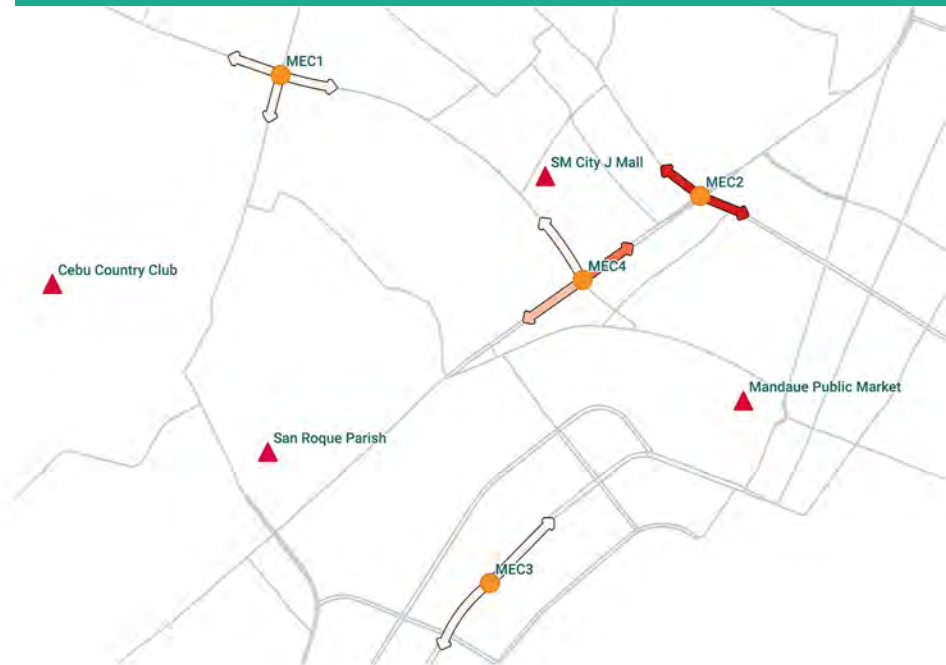 MEC1
SM City J Mall
MEC2
Cebu Country Club
MEC4
Mandaue Public Market
San Roque Parish
MEC3